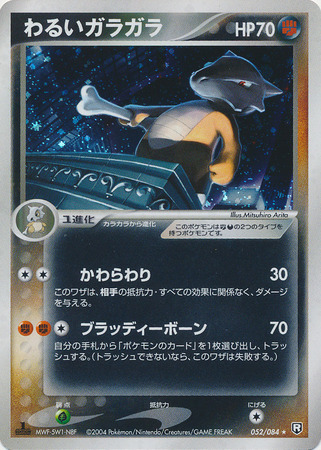 わるいガラガラ HP70
Illus.Mitsuhiro Arita
1進化 カラカラから進化
このポケモンは と の2つのタイプを
持つポケモンです。
かわらわり 30
このワザは、相手の抵抗力・すべての効果に関係なく、ダメージ
を与える。
ブラッディーボーン 70
自分の手札から「ポケモンのカード」を1枚選び出し、トラ
ッシュする。(トラッシュできないなら、このワザは失敗する。)
弱点 抵抗力 にげる
1 MWF-5W1-N8F ©2004 Pokémon/Nintendo/Creatures/GAME FREAK 052/084 ★ R